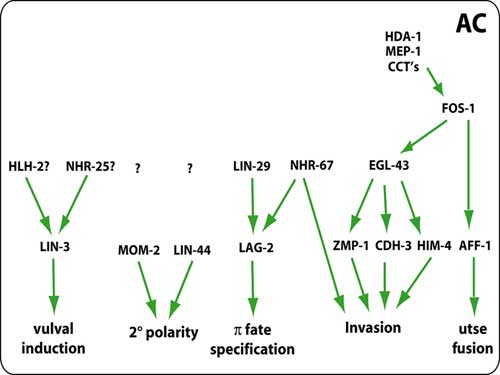 AC
HDA-1
MEP-1
CCT's
FOS-1
HLH-2? NHR-25? ? ? LIN-29 NHR-67 EGL-43
LIN-3 MOM-2 LIN-44 LAG-2 ZMP-1 CDH-3 HIM-4 AFF-1
vulval
induction
2° polarity
π fate
specification
Invasion
utse
fusion